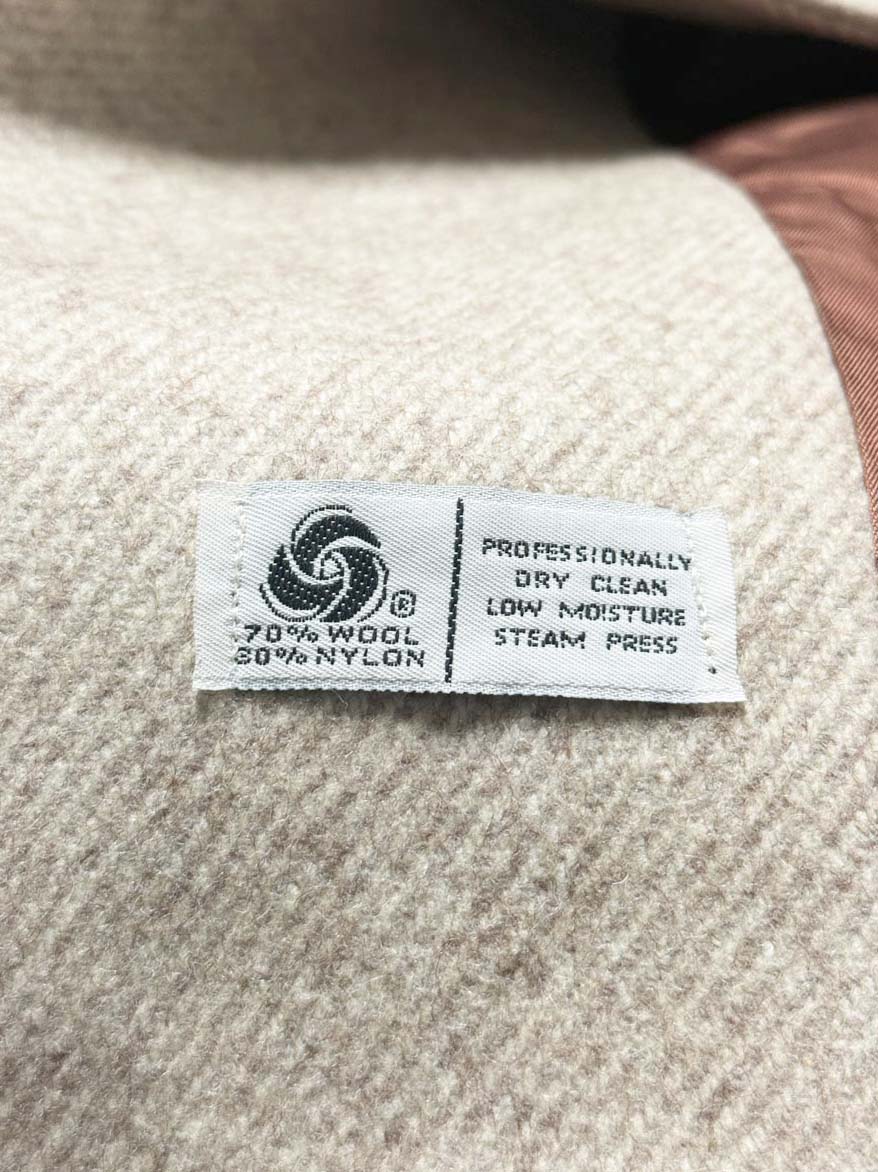 ®
70% WOOL
30% NYLON
PROFESSIONALLY
DRY CLEAN
LOW MOISTURE
STEAM PRESS